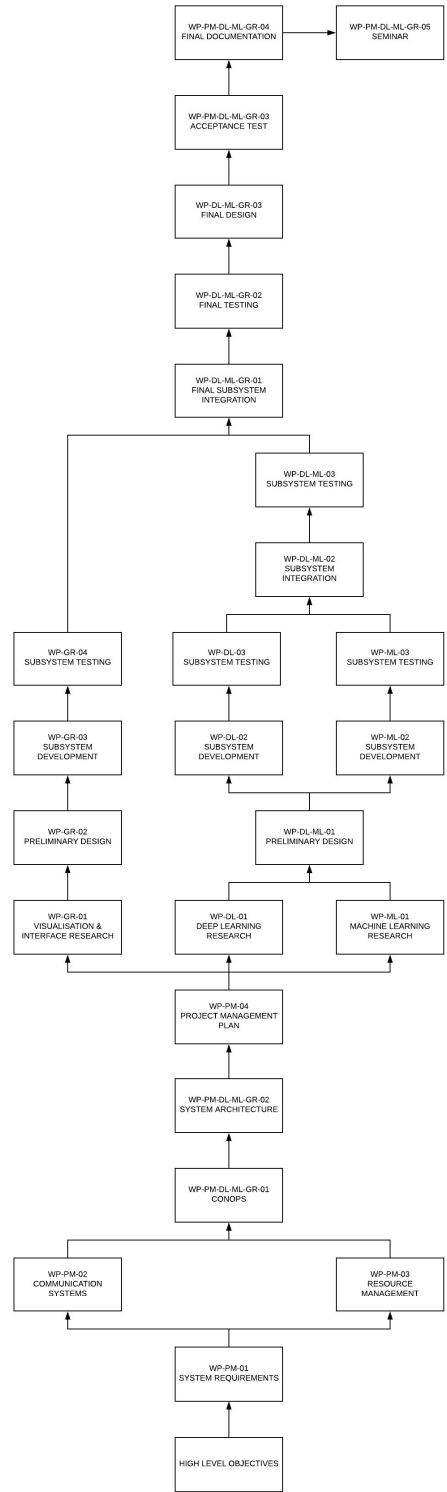 WP-PM-DL-ML-GR-04
FINAL DOCUMENTATION
WP-PM-DL-ML-GR-05
SEMINAR
WP-PM-DL-ML-GR-03
ACCEPTANCE TEST
WP-DL-ML-GR-03
FINAL DESIGN
WP-DL-ML-GR-02
FINAL TESTING
WP-DL-ML-GR-01
FINAL SUBSYSTEM
INTEGRATION
WP-DL-ML-03
SUBSYSTEM TESTING
WP-DL-ML-02
SUBSYSTEM
INTEGRATION
WP-GR-04
SUBSYSTEM TESTING
WP-DL-03
SUBSYSTEM TESTING
WP-ML-03
SUBSYSTEM TESTING
WP-GR-03
SUBSYSTEM
DEVELOPMENT
WP-DL-02
SUBSYSTEM
DEVELOPMENT
WP-ML-02
SUBSYSTEM
DEVELOPMENT
WP-GR-02
PRELIMINARY DESIGN
WP-DL-ML-01
PRELIMINARY DESIGN
WP-GR-01
VISUALISATION &
INTERFACE RESEARCH
WP-DL-01
DEEP LEARNING
RESEARCH
WP-ML-01
MACHINE LEARNING
RESEARCH
WP-PM-04
PROJECT MANAGEMENT
PLAN
WP-PM-DL-ML-GR-02
SYSTEM ARCHITECTURE
WP-PM-DL-ML-GR-01
CONOPS
WP-PM-02
COMMUNICATION
SYSTEMS
WP-PM-03
RESOURCE
MANAGEMENT
WP-PM-01
SYSTEM REQUIREMENTS
HIGH LEVEL OBJECTIVES